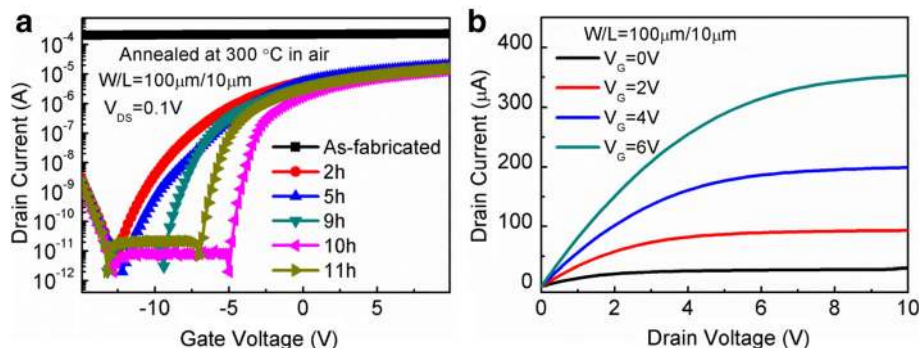 a
Drain Current (A)
10⁻³
10⁻⁴
10⁻⁵
10⁻⁶
10⁻⁷
10⁻⁸
10⁻⁹
10⁻¹⁰
10⁻¹¹
10⁻¹²
Annealed at 300 °C in air
W/L=100μm/10μm
V_DS=0.1V
As-fabricated
2h
5h
9h
10h
11h
-10 -5 0 5
Gate Voltage (V)
b
Drain Current (μA)
400
300
200
100
0
W/L=100μm/10μm
V_G=0V
V_G=2V
V_G=4V
V_G=6V
0 2 4 6 8 10
Drain Voltage (V)